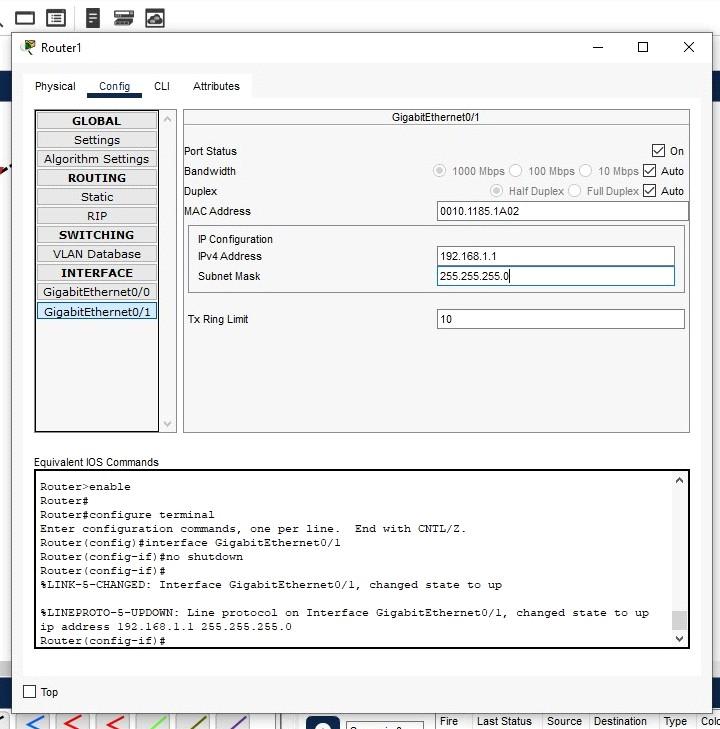 Router1
Physical Config CLI Attributes
GLOBAL
Settings
Algorithm Settings
ROUTING
Static
RIP
SWITCHING
VLAN Database
INTERFACE
GigabitEthernet0/0
GigabitEthernet0/1
GigabitEthernet0/1
Port Status On
Bandwidth 1000 Mbps 100 Mbps 10 Mbps Auto
Duplex Half Duplex Full Duplex Auto
MAC Address 0010.1185.1A02
IP Configuration
IPv4 Address 192.168.1.1
Subnet Mask 255.255.255.0
Tx Ring Limit 10
Equivalent IOS Commands
Router>enable
Router#
Router#configure terminal
Enter configuration commands, one per line. End with CNTL/Z.
Router(config)#interface GigabitEthernet0/1
Router(config-if)#no shutdown
Router(config-if)#
%LINK-5-CHANGED: Interface GigabitEthernet0/1, changed state to up
%LINEPROTO-5-UPDOWN: Line protocol on Interface GigabitEthernet0/1, changed state to up
ip address 192.168.1.1 255.255.255.0
Router(config-if)#
Top
Fire Last Status Source Destination Type